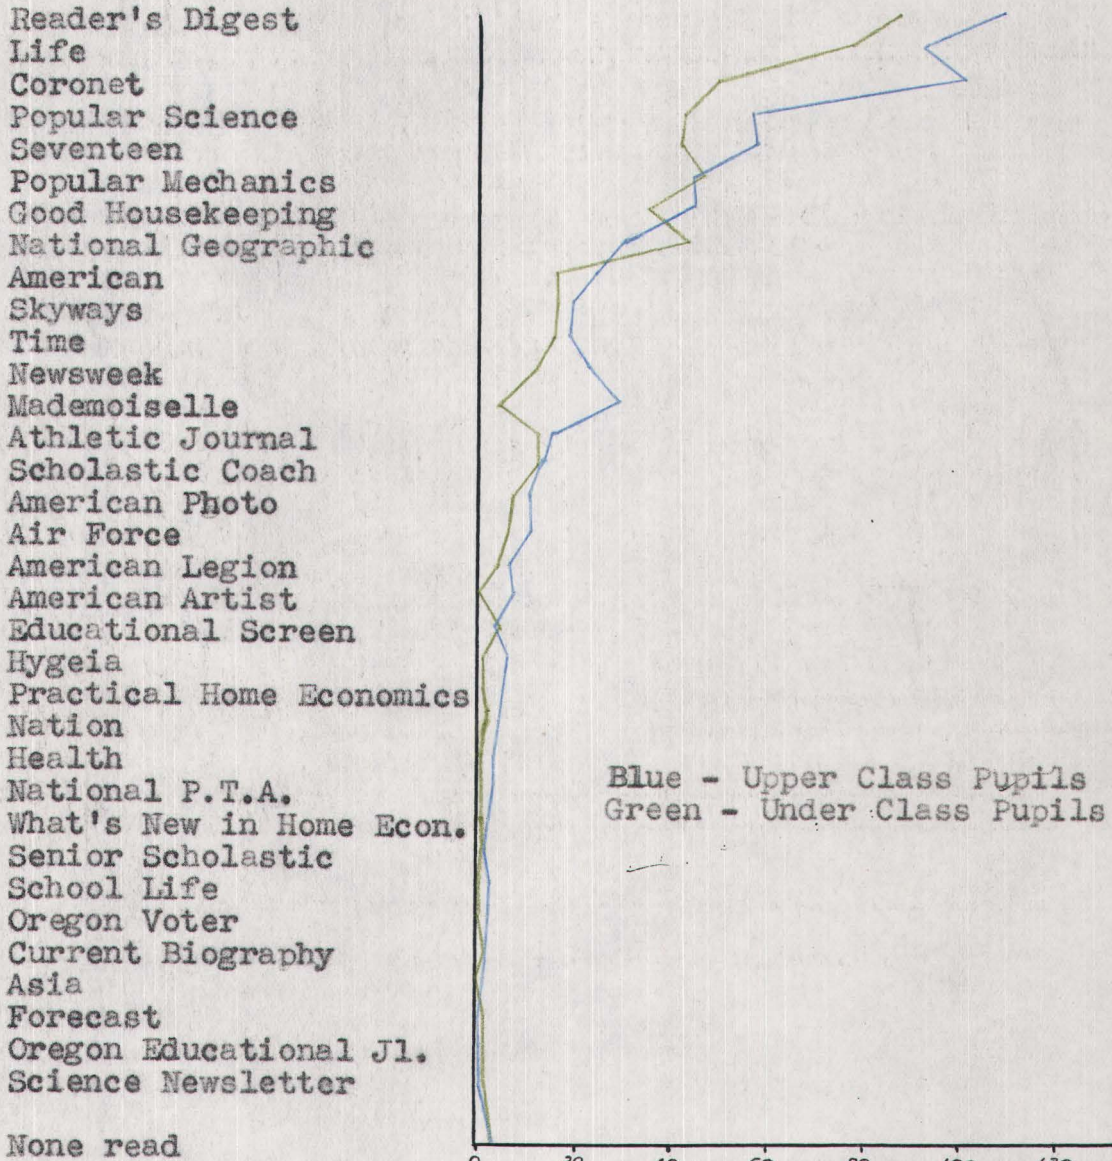 Reader's Digest
Life
Coronet
Popular Science
Seventeen
Popular Mechanics
Good Housekeeping
National Geographic
American
Skyways
Time
Newsweek
Mademoiselle
Athletic Journal
Scholastic Coach
American Photo
Air Force
American Legion
American Artist
Educational Screen
Hygeia
Practical Home Economics
Nation
Health
National P.T.A.
What's New in Home Econ.
Senior Scholastic
School Life
Oregon Voter
Current Biography
Asia
Forecast
Oregon Educational Jl.
Science Newsletter
None read
Blue - Upper Class Pupils
Green - Under Class Pupils